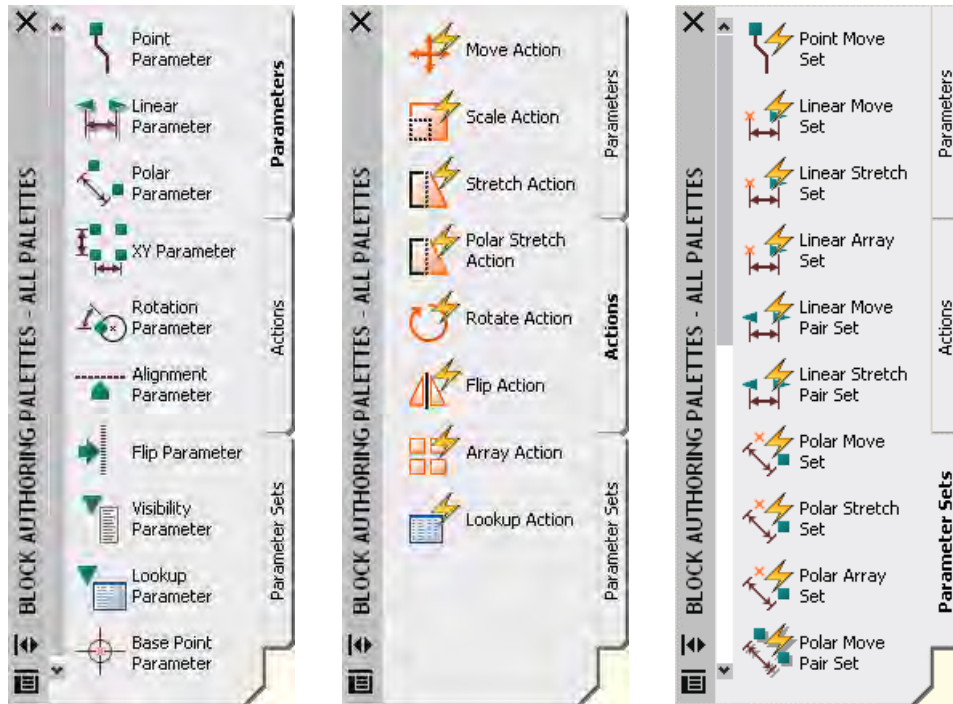 BLOCK AUTHORING PALETTES - ALL PALETTES
Point
Parameter
Linear
Parameter
Polar
Parameter
XY Parameter
Rotation
Parameter
Alignment
Parameter
Flip Parameter
Visibility
Parameter
Lookup
Parameter
Base Point
Parameter
Parameters
Actions
Parameter Sets
BLOCK AUTHORING PALETTES - ALL PALETTES
Move Action
Scale Action
Stretch Action
Polar Stretch
Action
Rotate Action
Flip Action
Array Action
Lookup Action
Parameters
Actions
Parameter Sets
BLOCK AUTHORING PALETTES - ALL PALETTES
Point Move
Set
Linear Move
Set
Linear Stretch
Set
Linear Array
Set
Linear Move
Pair Set
Linear Stretch
Pair Set
Polar Move
Set
Polar Stretch
Set
Polar Array
Set
Polar Move
Pair Set
Parameters
Actions
Parameter Sets